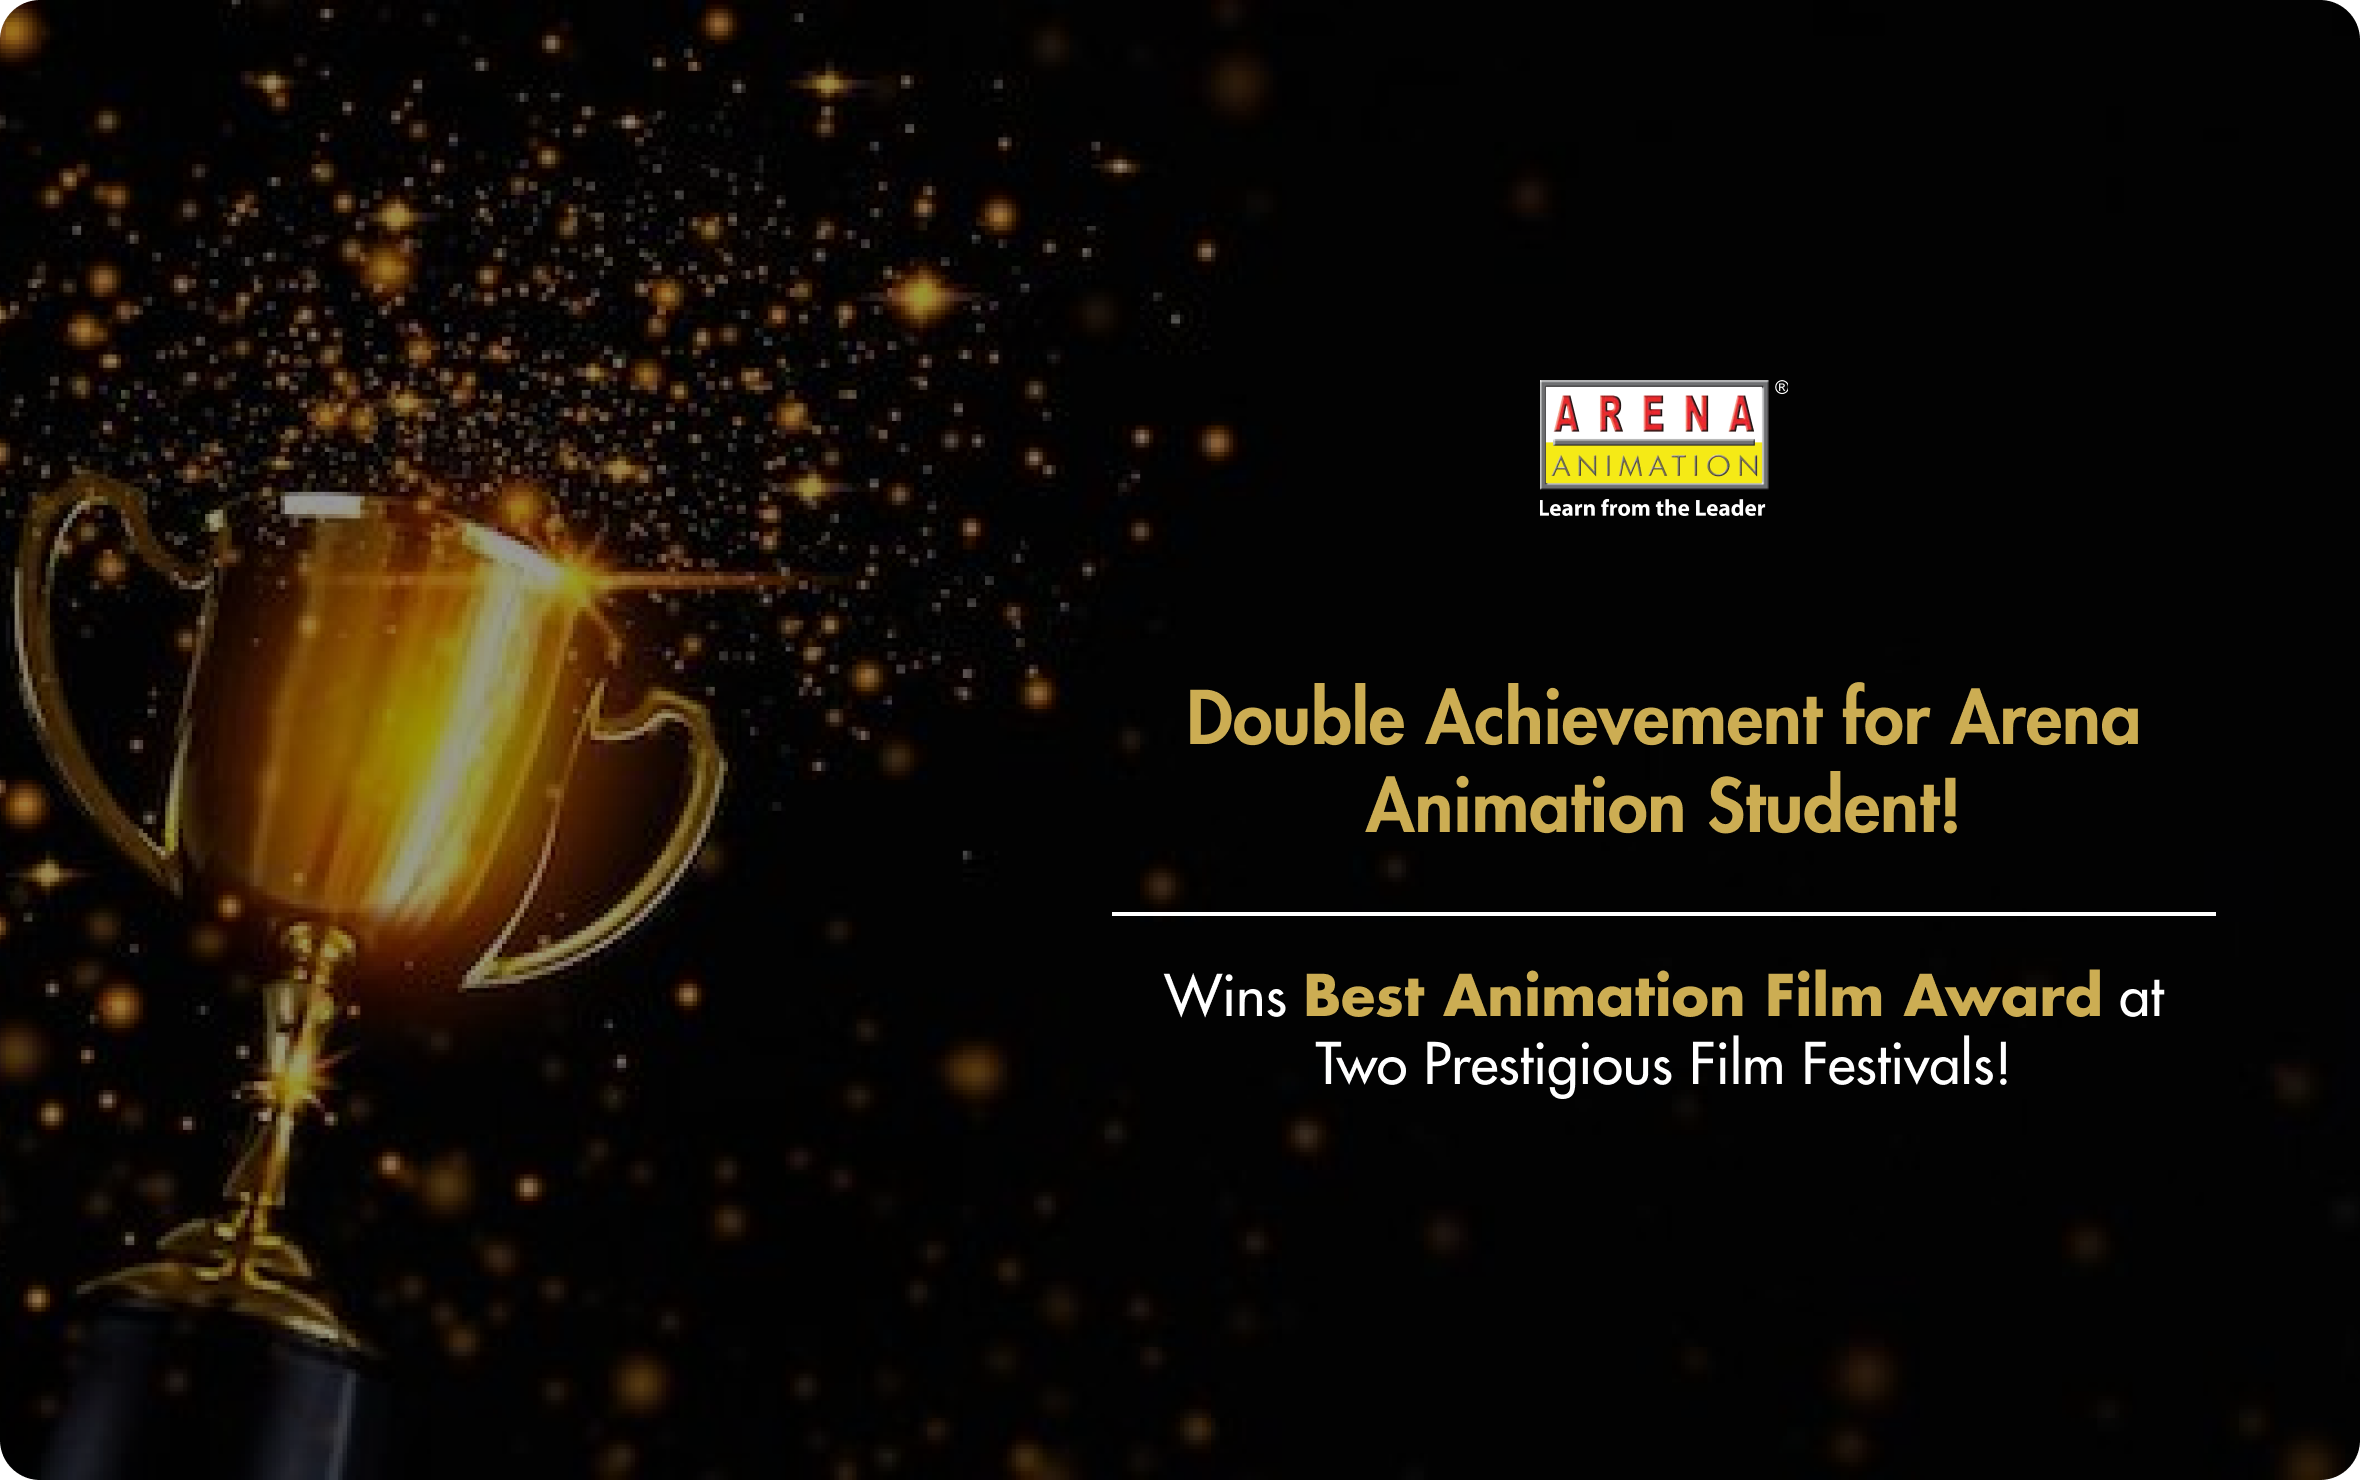 ARENA
ANIMATION
®
Learn from the Leader
Double Achievement for Arena
Animation Student!
Wins Best Animation Film Award at
Two Prestigious Film Festivals!